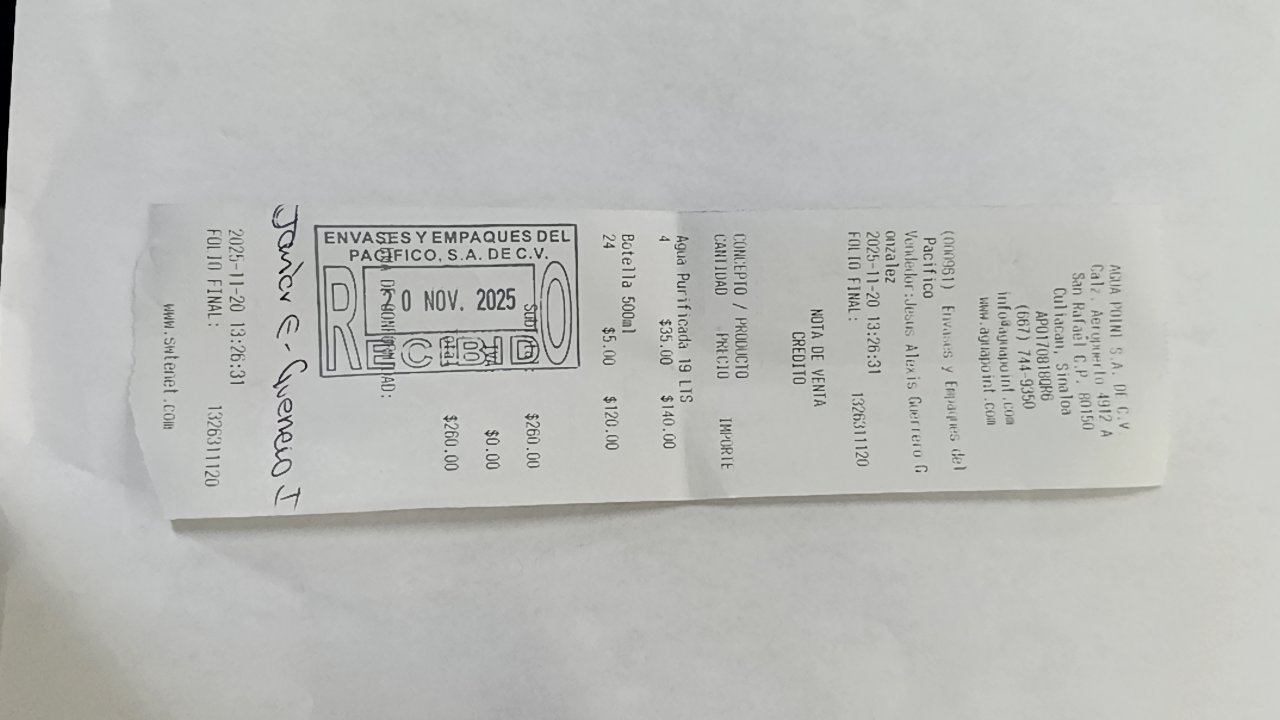 AGUA POINT S.A. DE C.V.
Calz. Aeropuerto 4912 A
San Rafael C.P. 80150
Culiacan, Sinaloa
APO170818QR6
(667) 744-9350
info@aguapoint.com
www.aguapoint.com
(000961) Envases y Empaques del
Pacifico
Vendedor:Jesus Alexis Guerrero G
onzalez
2025-11-20 13:26:31
FOLIO FINAL: 1326311120
NOTA DE VENTA
CREDITO
CONCEPTO / PRODUCTO
CANTIDAD PRECIO IMPORTE
Agua Purificada 19 LTS
4 $35.00 $140.00
Botella 500ml
24 $5.00 $120.00
$260.00
$0.00
$260.00
ENVASES Y EMPAQUES DEL
PACIFICO, S.A. DE C.V.
20 NOV. 2025
RECIBIDO
2025-11-20 13:26:31
FOLIO FINAL: 1326311120
www.swtenet.com